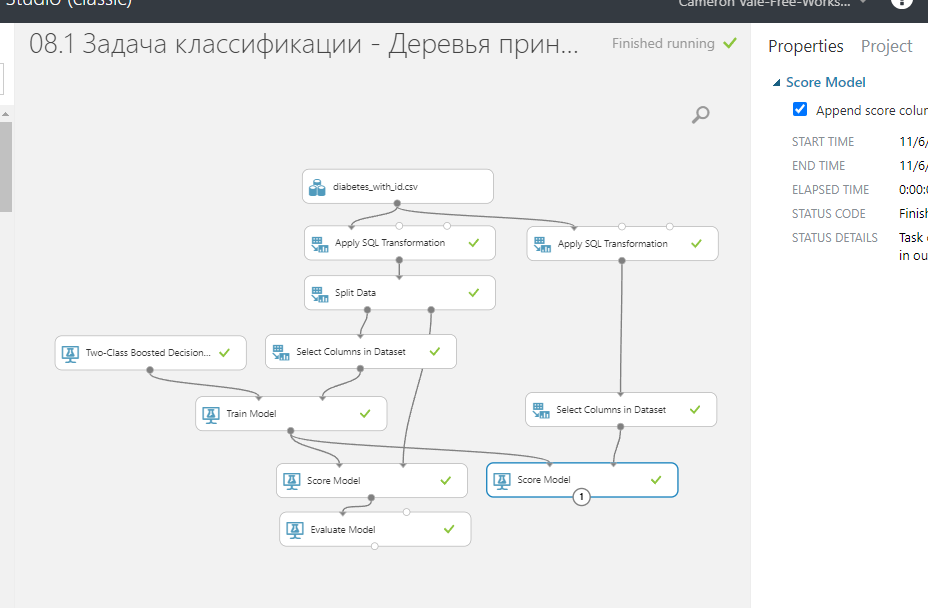 Studio (classic)
Cameron Vale-Free-Works...
08.1 Задача классификации - Деревья прин...
Finished running
Properties Project
Score Model
Append score colum
START TIME 11/6/
END TIME 11/6/
ELAPSED TIME 0:00:0
STATUS CODE Finish
STATUS DETAILS Task
in ou
diabetes_with_id.csv
Apply SQL Transformation
Apply SQL Transformation
Split Data
Two-Class Boosted Decision...
Select Columns in Dataset
Train Model
Select Columns in Dataset
Score Model
Score Model
1
Evaluate Model